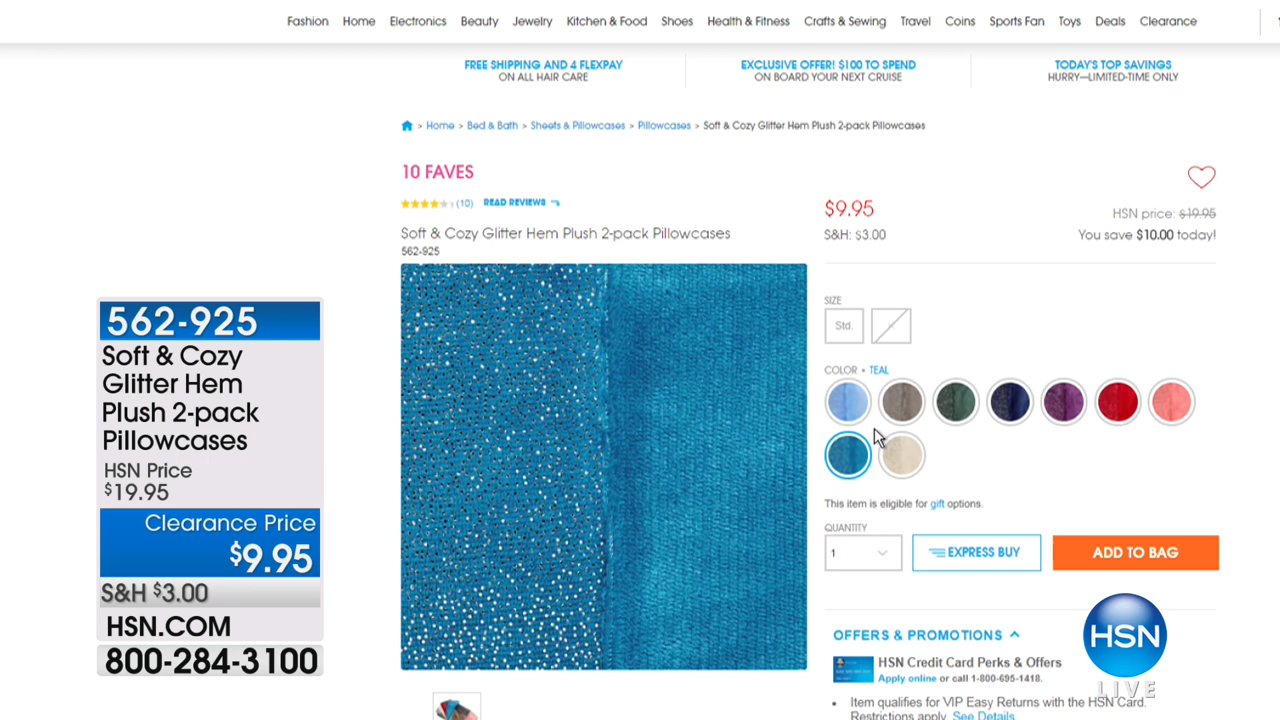 Fashion Home Electronics Beauty Jewelry Kitchen & Food Shoes Health & Fitness Crafts & Sewing Travel Coins Sports Fan Toys Deals Clearance
FREE SHIPPING AND 4 FLEXPAY
ON ALL HAIR CARE
EXCLUSIVE OFFER! $100 TO SPEND
ON BOARD YOUR NEXT CRUISE
TODAY'S TOP SAVINGS
HURRY—LIMITED-TIME ONLY
> Home > Bed & Bath > Sheets & Pillowcases > Pillowcases > Soft & Cozy Glitter Hem Plush 2-pack Pillowcases
10 FAVES
(10) READ REVIEWS
Soft & Cozy Glitter Hem Plush 2-pack Pillowcases
562-925
$9.95
HSN price: $19.95
S&H: $3.00
You save $10.00 today!
SIZE
Std.
COLOR • TEAL
This item is eligible for gift options.
QUANTITY
1
EXPRESS BUY
ADD TO BAG
OFFERS & PROMOTIONS
HSN Credit Card Perks & Offers
Apply online or call 1-800-695-1418.
• Item qualifies for VIP Easy Returns with the HSN Card.
Restrictions apply. See Details
562-925
Soft & Cozy
Glitter Hem
Plush 2-pack
Pillowcases
HSN Price
$19.95
Clearance Price
$9.95
S&H $3.00
HSN.COM
800-284-3100
HSN
LIVE